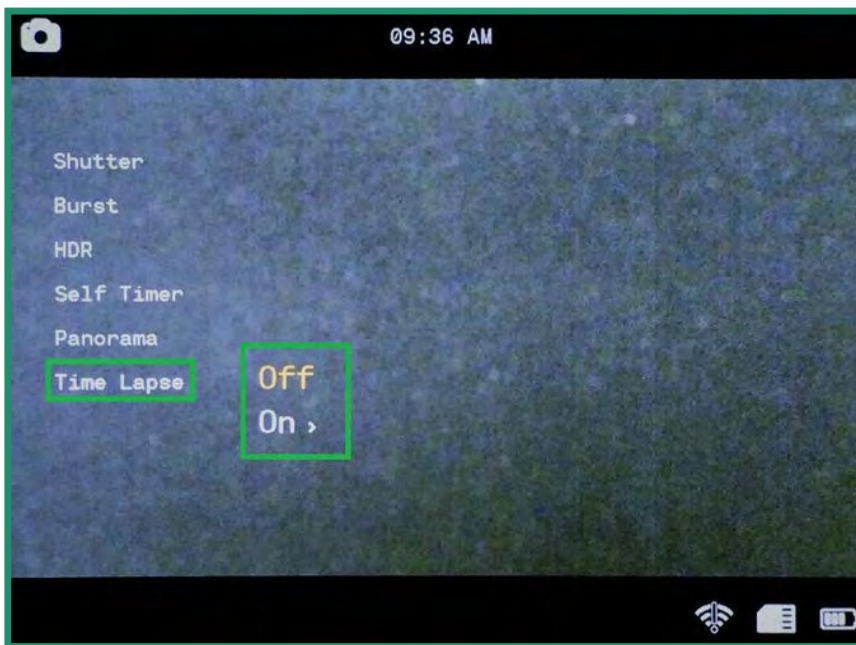 09:36 AM
Shutter
Burst
HDR
Self Timer
Panorama
Time Lapse
Off
On ›